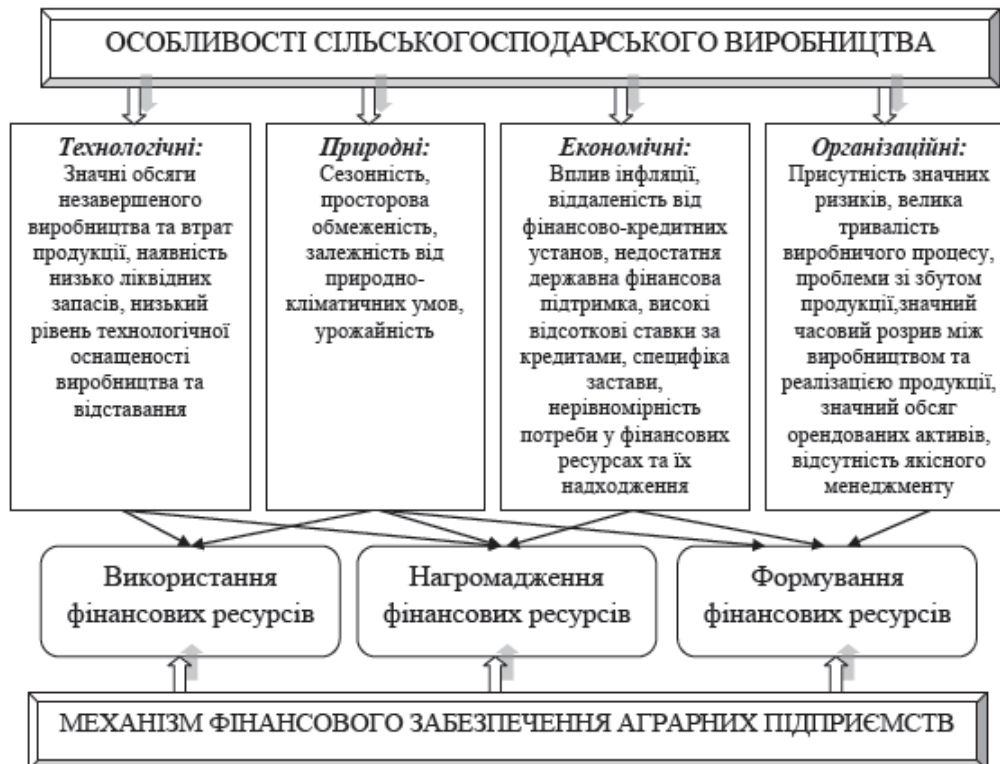 ОСОБЛИВОСТІ СІЛЬСЬКОГОСПОДАРСЬКОГО ВИРОБНИЦТВА
Технологічні:
Значні обсяги
незавершеного
виробництва та втрат
продукції, наявність
низько ліквідних
запасів, низький
рівень технологічної
оснащеності
виробництва та
відставання
Природні:
Сезонність,
просторова
обмеженість,
залежність від
природно-
кліматичних умов,
урожайність
Економічні:
Вплив інфляції,
віддаленість від
фінансово-кредитних
установ, недостатня
державна фінансова
підтримка, високі
відсоткові ставки за
кредитами, специфіка
застави,
нерівномірність
потреби у фінансових
ресурсах та їх
надходження
Організаційні:
Присутність значних
ризиків, велика
тривалість
виробничого процесу,
проблеми зі збутом
продукції,значний
часовий розрив між
виробництвом та
реалізацією продукції,
значний обсяг
орендованих активів,
відсутність якісного
менеджменту
Використання
фінансових ресурсів
Нагромадження
фінансових ресурсів
Формування
фінансових ресурсів
МЕХАНІЗМ ФІНАНСОВОГО ЗАБЕЗПЕЧЕННЯ АГРАРНИХ ПІДПРИЄМСТВ